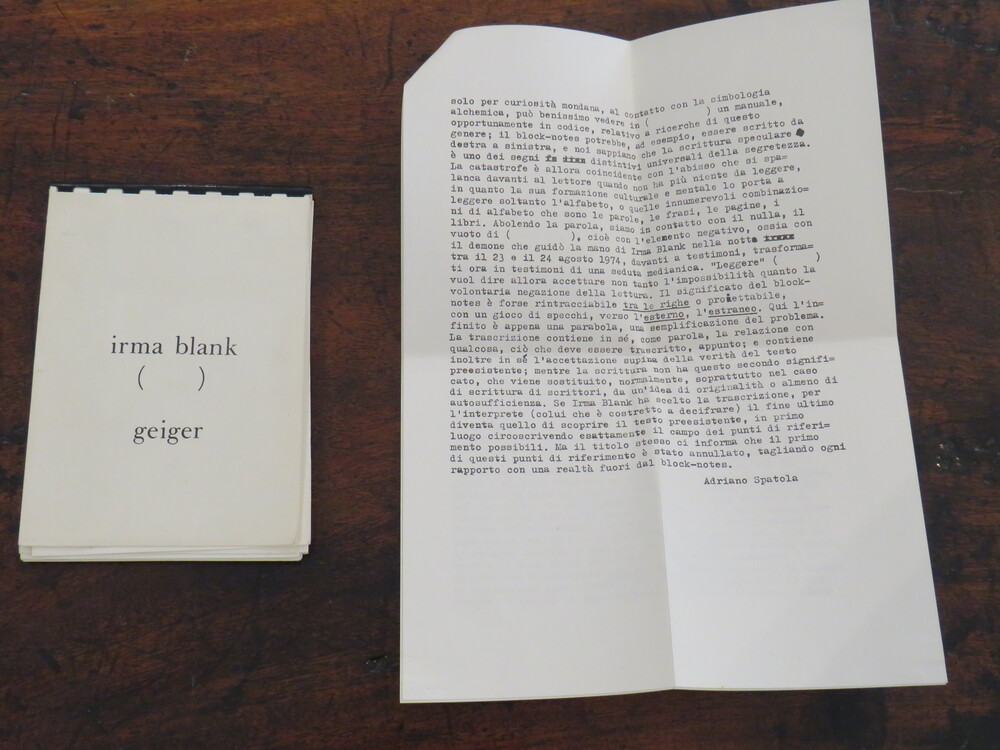 irma blank
( )
geiger
solo per curiosità mondana, al contatto con la simbologia
alchemica, può benissimo vedere in ( ) un manuale,
opportunamente in codice, relativo a ricerche di questo
genere; il block-notes potrebbe, ad esempio, essere scritto da
destra a sinistra, e noi sappiamo che la scrittura speculare
è uno dei segni distintivi universali della segretezza.
La catastrofe è allora coincidente con l'abisso che si spa=
lanca davanti al lettore quando non ha più niente da leggere,
in quanto la sua formazione culturale e mentale lo porta a
leggere soltanto l'alfabeto, o quelle innumerevoli combinazio=
ni di alfabeto che sono le parole, le frasi, le pagine, i
libri. Abolendo la parola, siamo in contatto con il nulla, il
vuoto di ( ), cioè con l'elemento negativo, ossia con
il demone che guidò la mano di Irma Blank nella notte
tra il 23 e il 24 agosto 1974, davanti a testimoni, trasforma=
ti ora in testimoni di una seduta medianica. "Leggere" ( )
vuol dire allora accettare non tanto l'impossibilità quanto la
volontaria negazione della lettura. Il significato del block-
notes è forse rintracciabile tra le righe o proiettabile,
con un gioco di specchi, verso l'esterno, l'estraneo. Qui l'in=
finito è appena una parabola, una semplificazione del problema.
La trascrizione contiene in sé, come parola, la relazione con
qualcosa, ciò che deve essere trascritto, appunto; e contiene
inoltre in sé l'accettazione supina della verità del testo
preesistente; mentre la scrittura non ha questo secondo signifi=
cato, che viene sostituito, normalmente, soprattutto nel caso
di scrittura di scrittori, da un'idea di originalità o almeno di
autosufficienza. Se Irma Blank ha scelto la trascrizione, per
l'interprete (colui che è costretto a decifrare) il fine ultimo
diventa quello di scoprire il testo preesistente, in primo
luogo circoscrivendo esattamente il campo dei punti di riferi=
mento possibili. Ma il titolo stesso ci informa che il primo
di questi punti di riferimento è stato annullato, tagliando ogni
rapporto con una realtà fuori dal block-notes.
Adriano Spatola